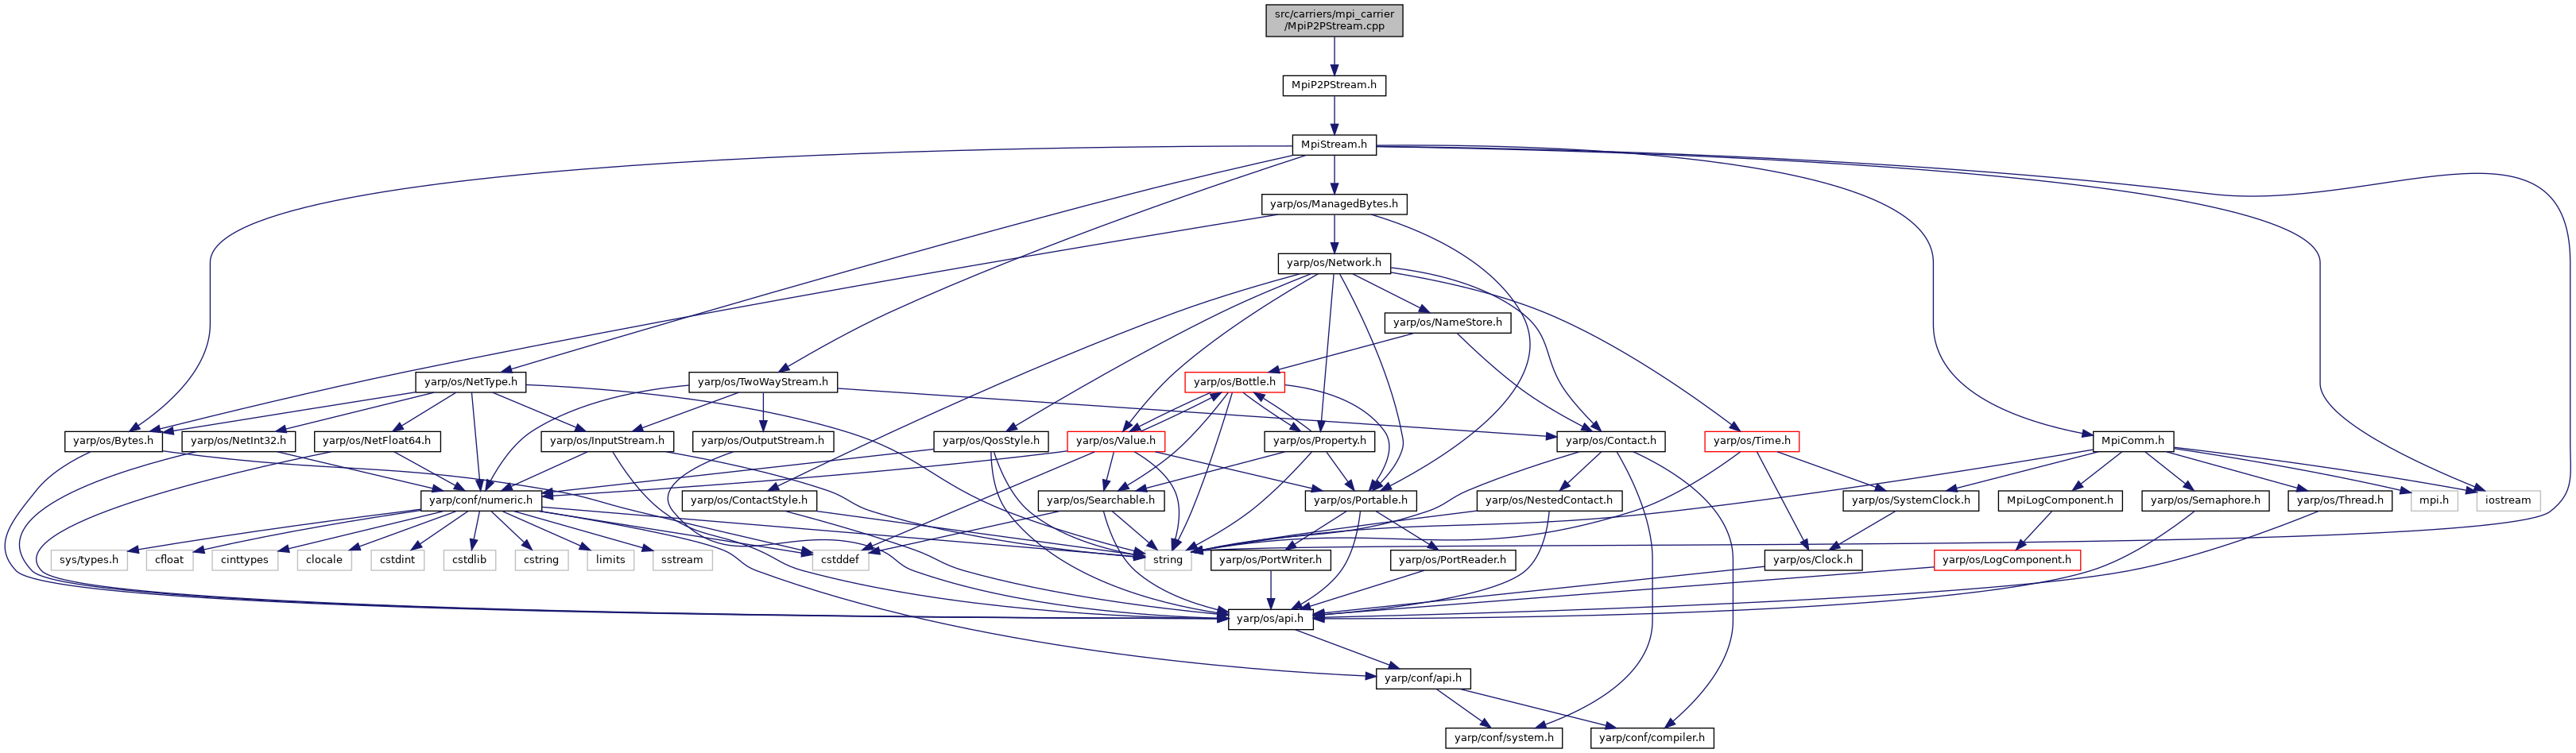 src/carriers/mpi_carrier
/MpiP2PStream.cpp
MpiP2PStream.h
MpiStream.h
yarp/os/ManagedBytes.h
yarp/os/Network.h
yarp/os/NameStore.h
yarp/os/NetType.h
yarp/os/TwoWayStream.h
yarp/os/Bottle.h
yarp/os/Bytes.h
yarp/os/NetInt32.h
yarp/os/NetFloat64.h
yarp/os/InputStream.h
yarp/os/OutputStream.h
yarp/os/QosStyle.h
yarp/os/Value.h
yarp/os/Property.h
yarp/os/Contact.h
yarp/os/Time.h
MpiComm.h
yarp/conf/numeric.h
yarp/os/ContactStyle.h
yarp/os/Searchable.h
yarp/os/Portable.h
yarp/os/NestedContact.h
yarp/os/SystemClock.h
MpiLogComponent.h
yarp/os/Semaphore.h
yarp/os/Thread.h
mpi.h
iostream
sys/types.h
cfloat
cinttypes
clocale
cstdint
cstdlib
cstring
limits
sstream
cstddef
string
yarp/os/PortWriter.h
yarp/os/PortReader.h
yarp/os/Clock.h
yarp/os/LogComponent.h
yarp/os/api.h
yarp/conf/api.h
yarp/conf/system.h
yarp/conf/compiler.h